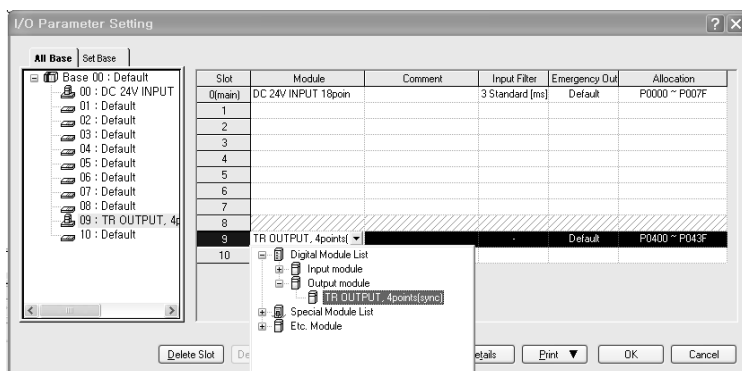 I/O Parameter Setting
All Base Set Base
Base 00 : Default
00 : DC 24V INPUT
01 : Default
02 : Default
03 : Default
04 : Default
05 : Default
06 : Default
07 : Default
08 : Default
09 : TR OUTPUT, 4p
10 : Default
Slot Module Comment Input Filter Emergency Out Allocation
0(main) DC 24V INPUT 18poin 3 Standard [ms] Default P0000 ~ P007F
1
2
3
4
5
6
7
8
9 TR OUTPUT, 4points( - Default P0400 ~ P043F
10
Digital Module List
Input module
Output module
TR OUTPUT, 4points(sync)
Special Module List
Etc. Module
Delete Slot De etails Print ▼ OK Cancel